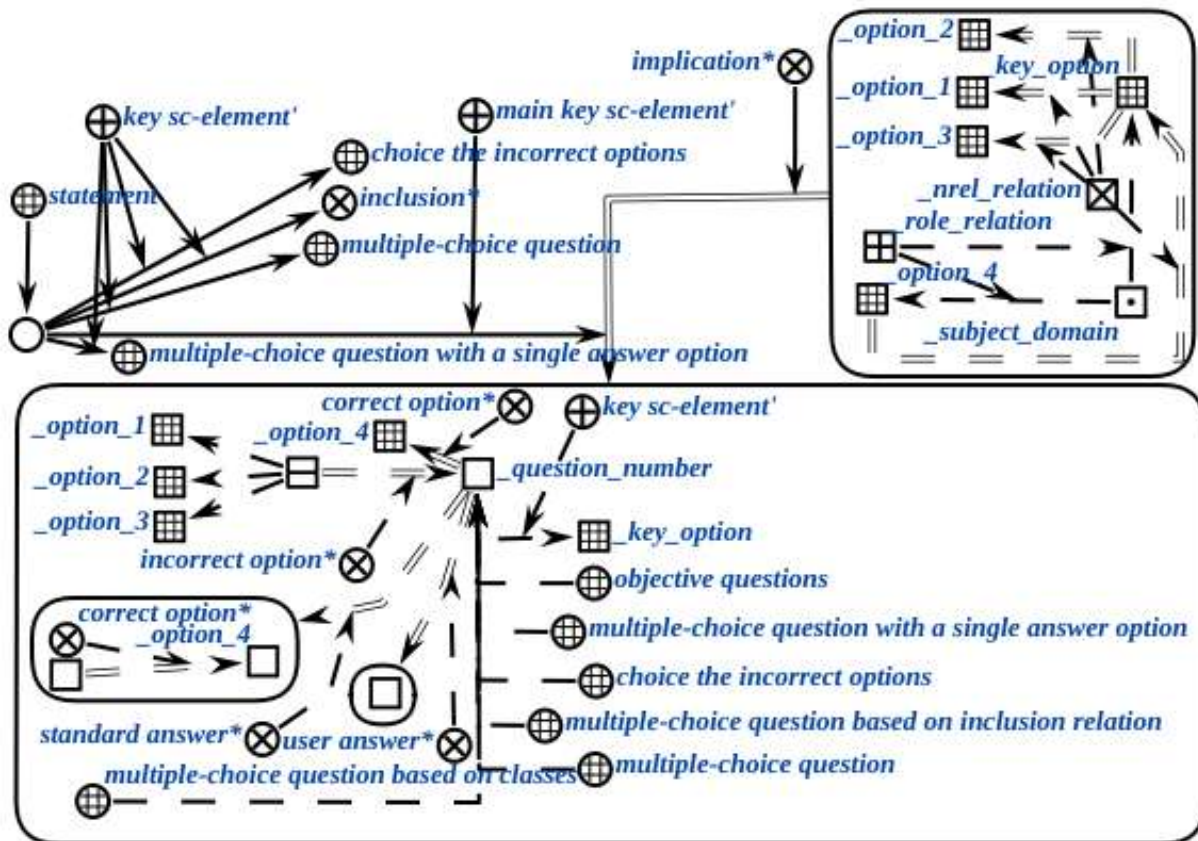 _option_2
implication*
_key_option
_option_1
key sc-element'
main key sc-element'
_option_3
choice the incorrect options
statement
inclusion*
_nrel_relation
_role_relation
multiple-choice question
_option_4
_subject_domain
multiple-choice question with a single answer option
correct option*
key sc-element'
_option_1
_option_4
_question_number
_option_2
_option_3
_key_option
incorrect option*
objective questions
correct option*
_option_4
multiple-choice question with a single answer option
choice the incorrect options
multiple-choice question based on inclusion relation
standard answer*
user answer*
multiple-choice question
multiple-choice question based on classes